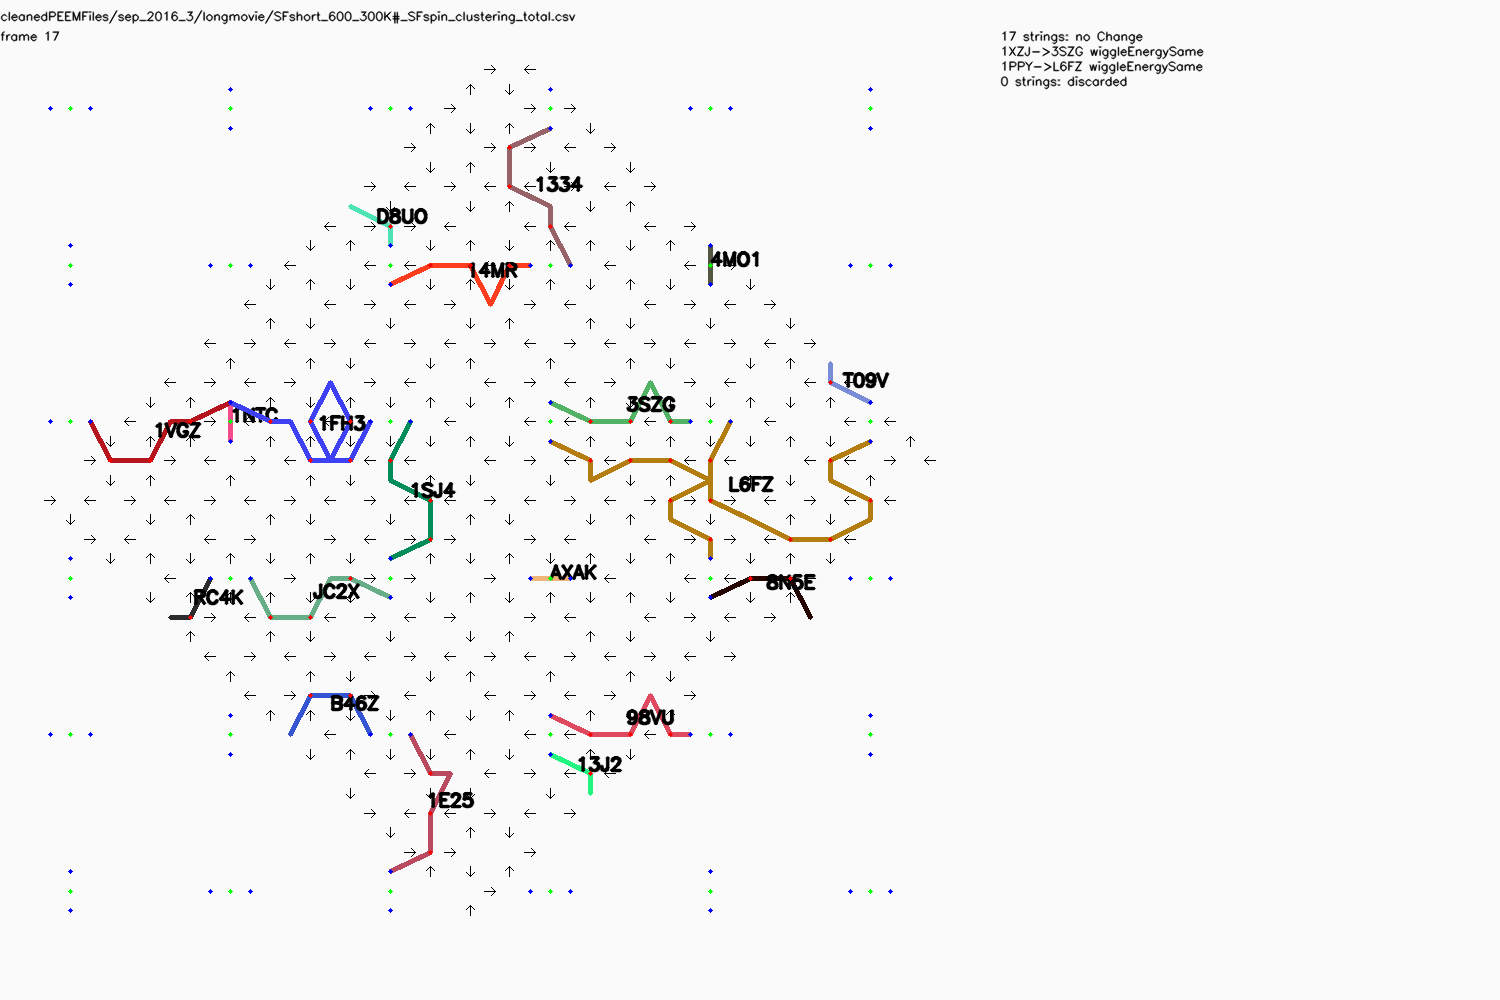 cleanedPEEMFiles/sep_2016_3/longmovie/SFshort_600_300K#_SFspin_clustering_total.csv
frame 17
17 strings: no Change
1XZJ->3SZG wiggleEnergySame
1PPY->L6FZ wiggleEnergySame
0 strings: discarded
1334
D8U0
4MO1
14MR
T09V
3SZG
1NTC
1FH3
1VGZ
L6FZ
1SJ4
AXAK
8N5E
JC2X
RC4K
B46Z
98VU
13J2
1E25